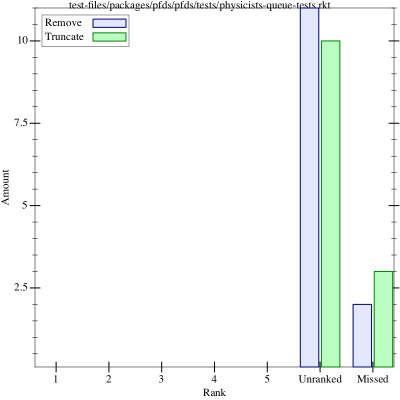 test-files/packages/pfds/pfds/tests/physicists-queue-tests.rkt
Remove
Truncate
10
7.5
5
2.5
Amount
1 2 3 4 5 Unranked Missed
Rank